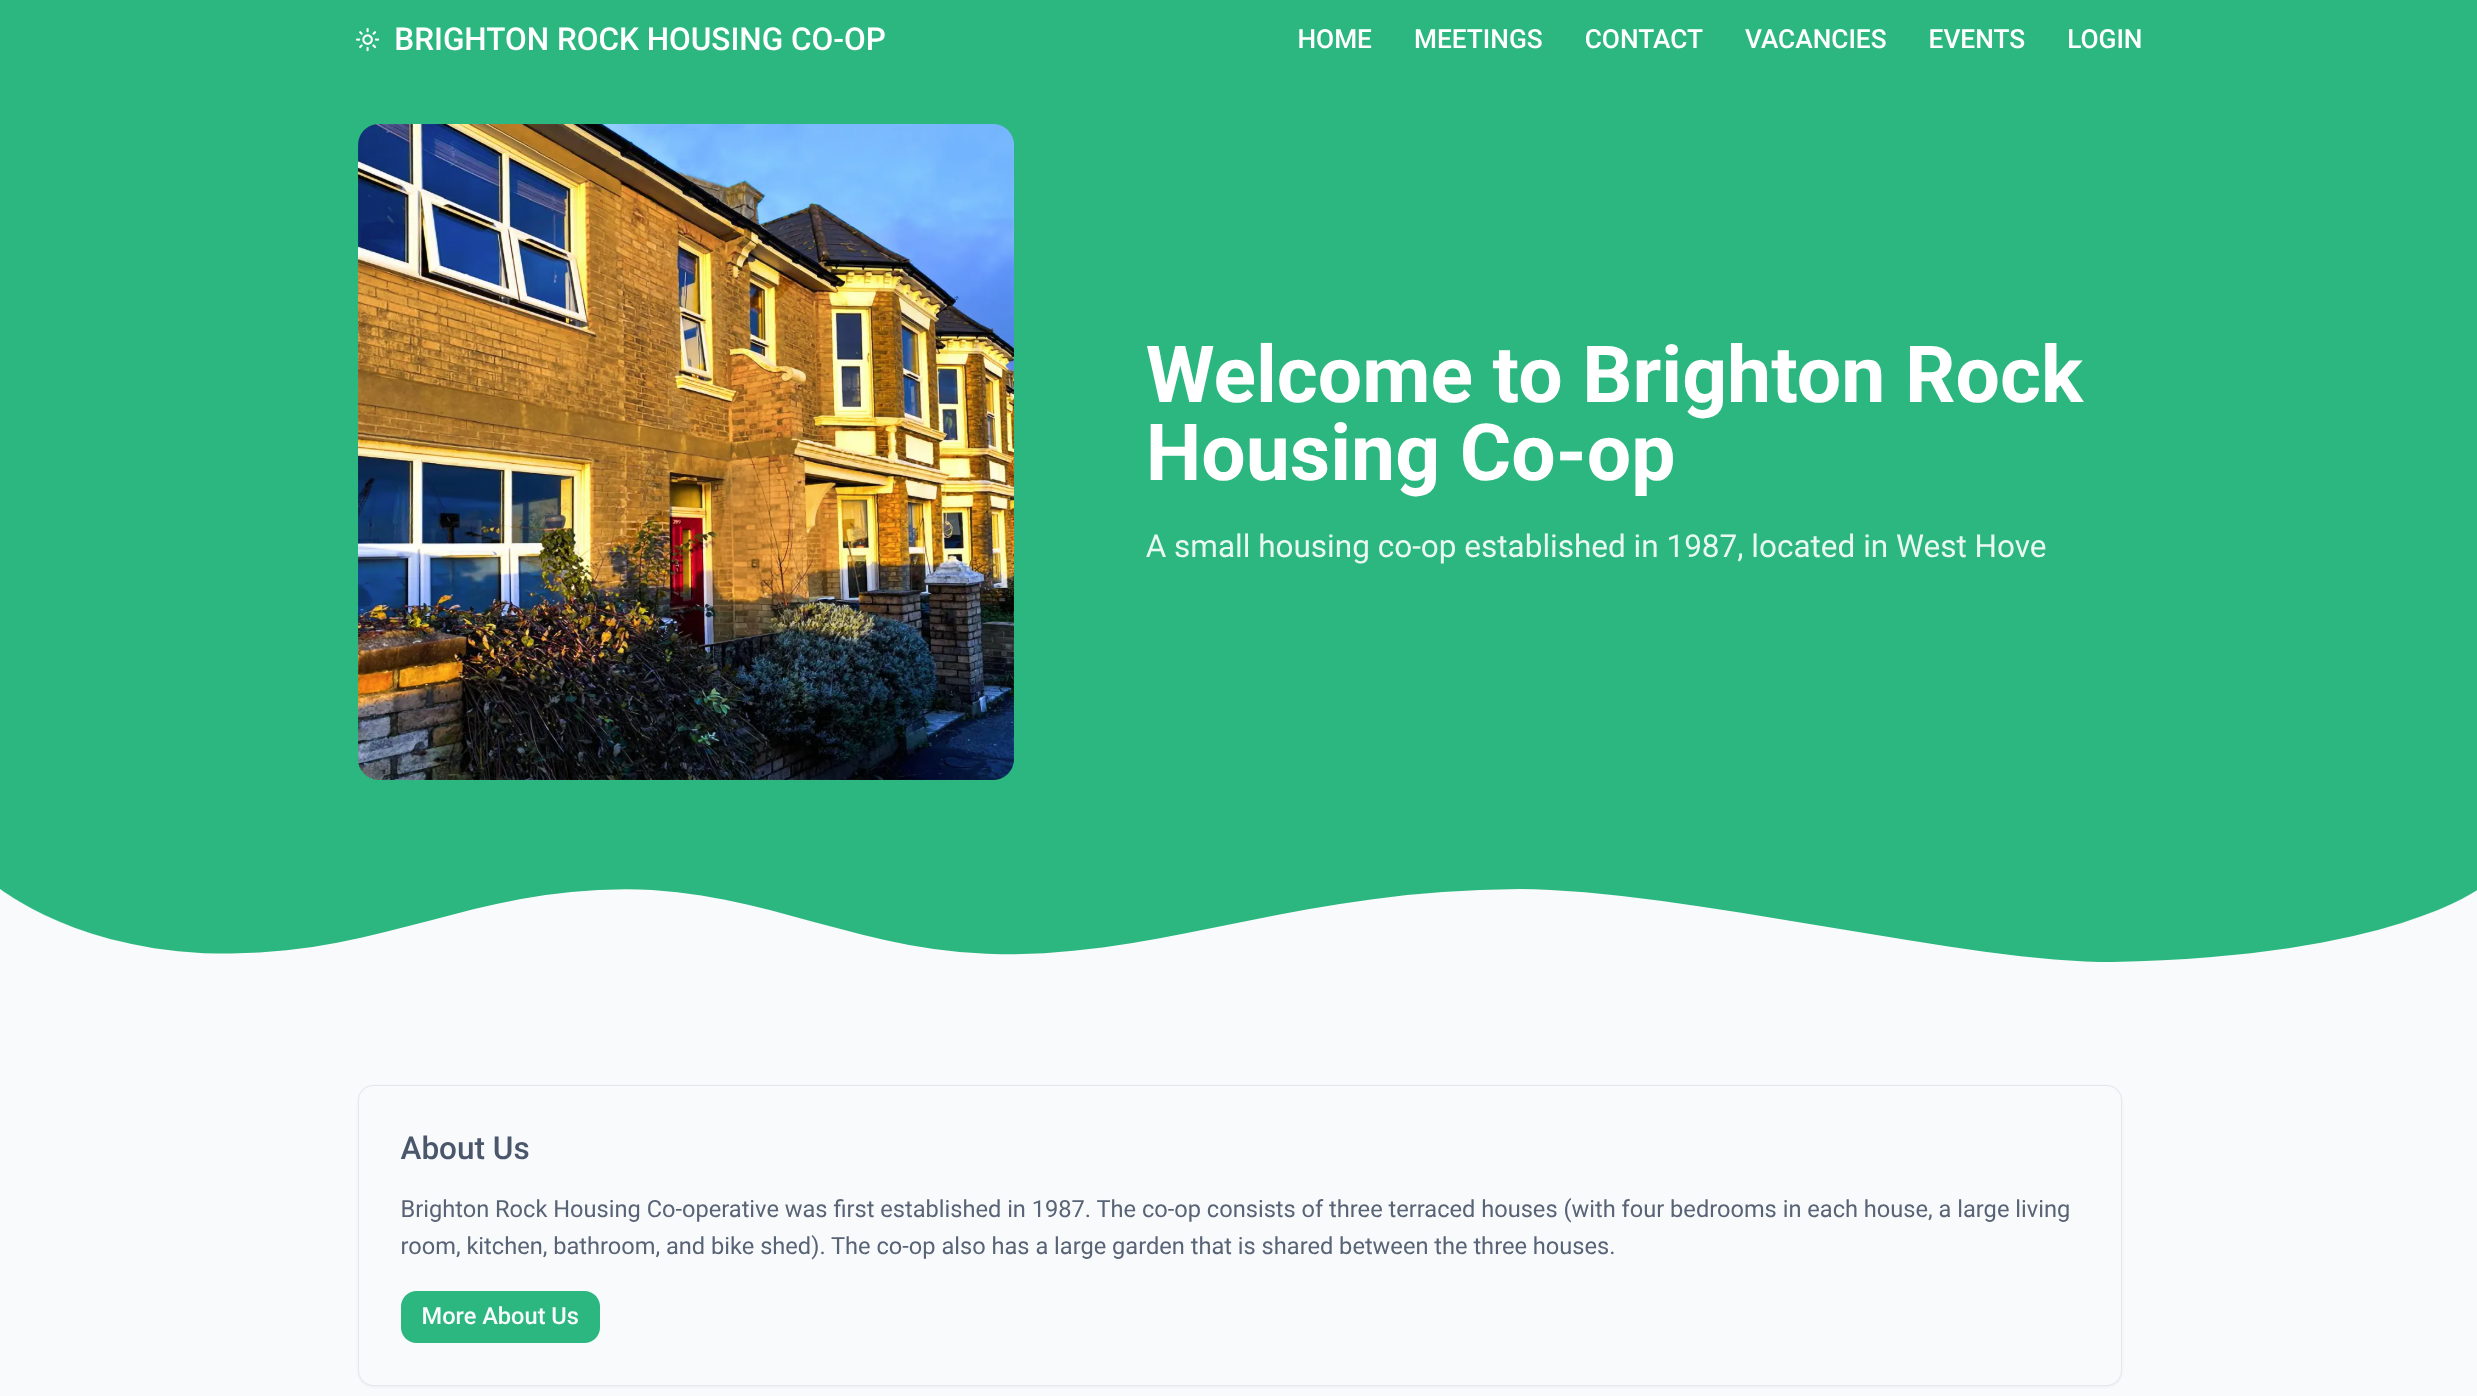 BRIGHTON ROCK HOUSING CO-OP
HOME MEETINGS CONTACT VACANCIES EVENTS LOGIN
Welcome to Brighton Rock
Housing Co-op
A small housing co-op established in 1987, located in West Hove
About Us
Brighton Rock Housing Co-operative was first established in 1987. The co-op consists of three terraced houses (with four bedrooms in each house, a large living
room, kitchen, bathroom, and bike shed). The co-op also has a large garden that is shared between the three houses.
More About Us